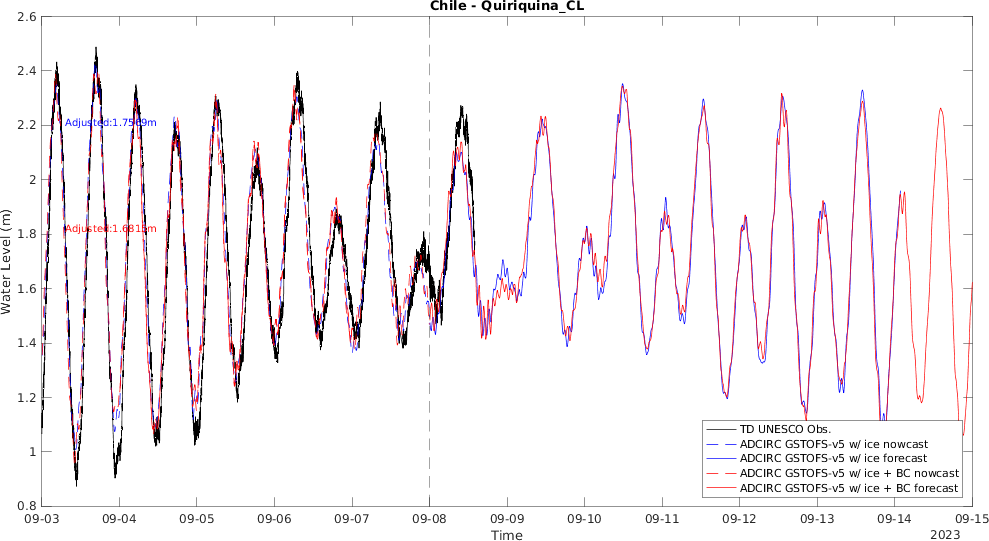 Chile - Quiriquina_CL
2.6
2.4
2.2
2
1.8
1.6
1.4
1.2
1
0.8
Water Level (m)
Adjusted:1.7569m
Adjusted:1.6815m
TD UNESCO Obs.
ADCIRC GSTOFS-v5 w/ ice nowcast
ADCIRC GSTOFS-v5 w/ ice forecast
ADCIRC GSTOFS-v5 w/ ice + BC nowcast
ADCIRC GSTOFS-v5 w/ ice + BC forecast
09-03 09-04 09-05 09-06 09-07 09-08 09-09 09-10 09-11 09-12 09-13 09-14 09-15
Time
2023